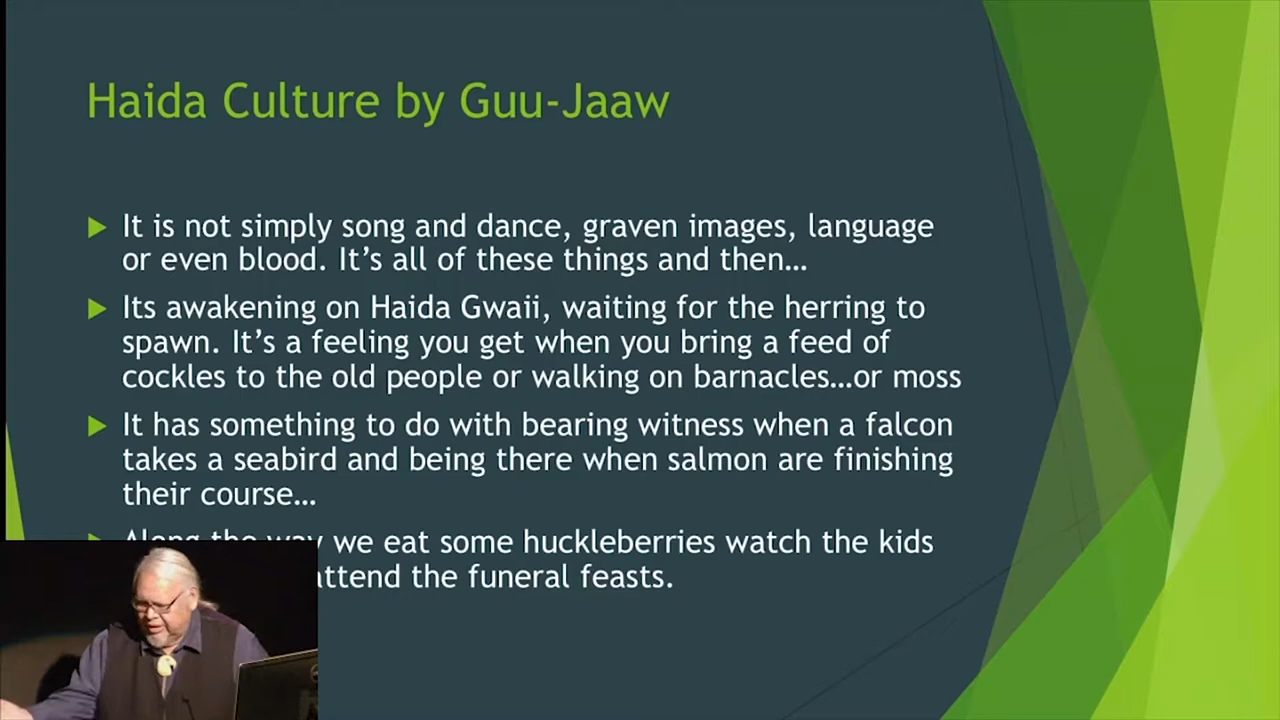 Haida Culture by Guu-Jaaw
It is not simply song and dance, graven images, language
or even blood. It's all of these things and then…
Its awakening on Haida Gwaii, waiting for the herring to
spawn. It's a feeling you get when you bring a feed of
cockles to the old people or walking on barnacles…or moss
It has something to do with bearing witness when a falcon
takes a seabird and being there when salmon are finishing
their course…
Along the way we eat some huckleberries watch the kids
attend the funeral feasts.